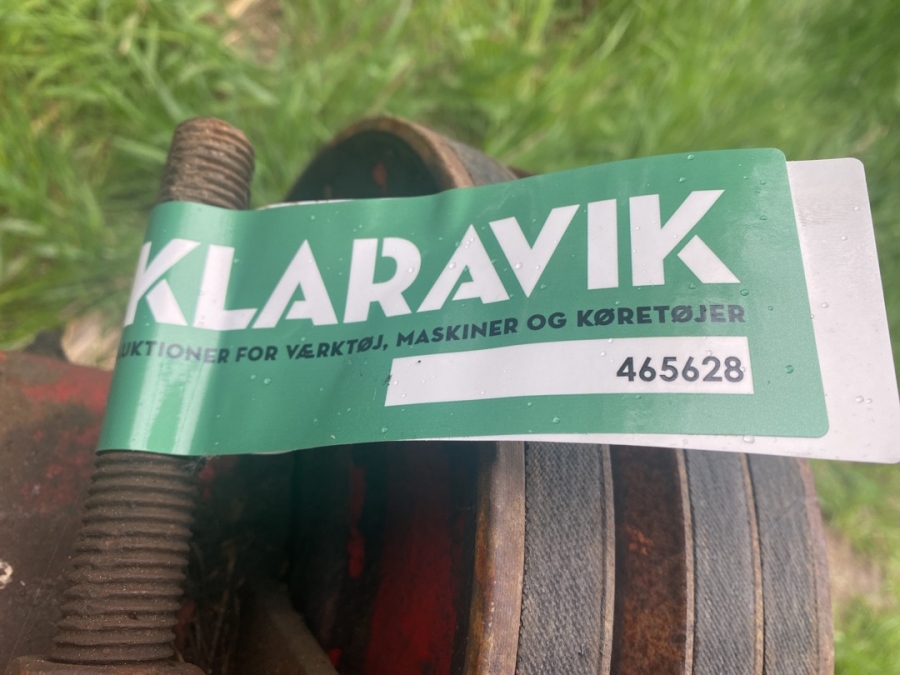 KLARAVIK
UKTIONER FOR VÆRKTØJ, MASKINER OG KØRETØJER
465628